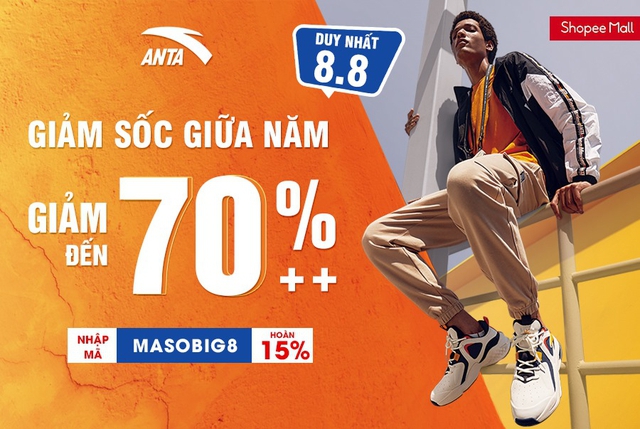 ANTA
DUY NHẤT
8.8
Shopee Mall
GIẢM SỐC GIỮA NĂM
GIẢM
ĐẾN
70%
++
NHẬP
MÃ
MASOBIG8
HOÀN
15%